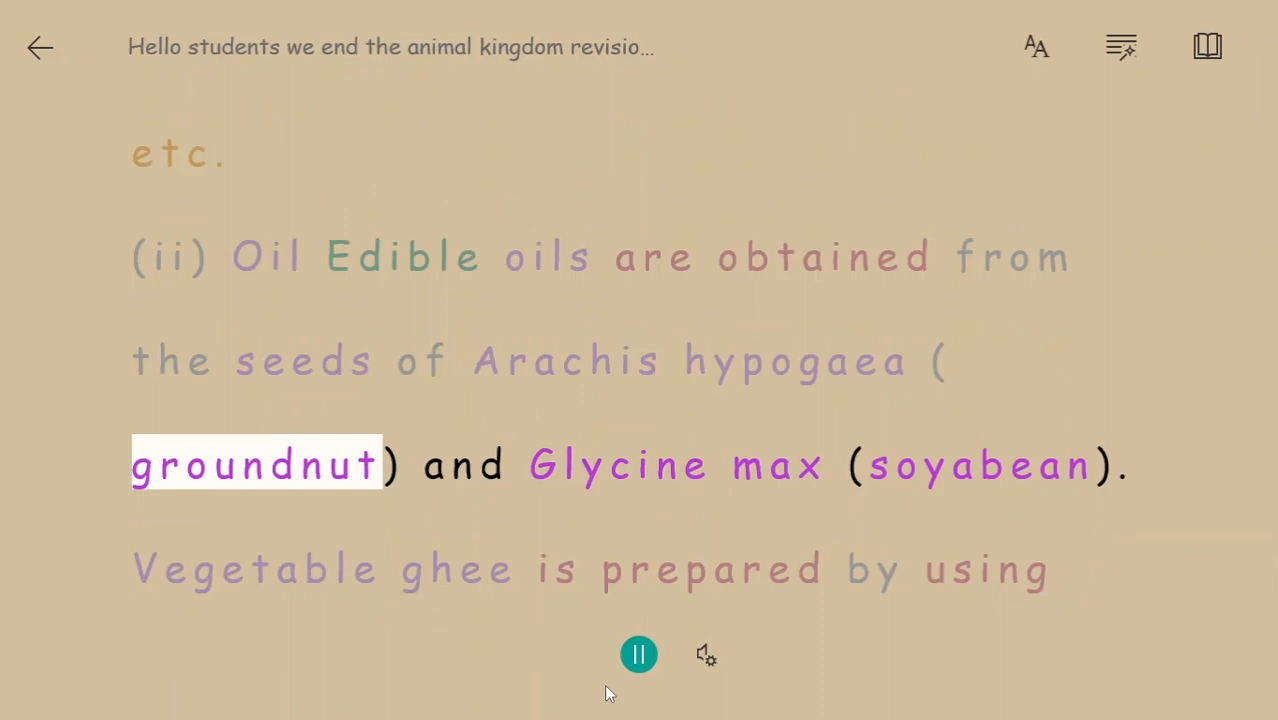 Hello students we end the animal kingdom revisio...
etc.
(ii) Oil Edible oils are obtained from
the seeds of Arachis hypogaea (
groundnut) and Glycine max (soyabean).
Vegetable ghee is prepared by using